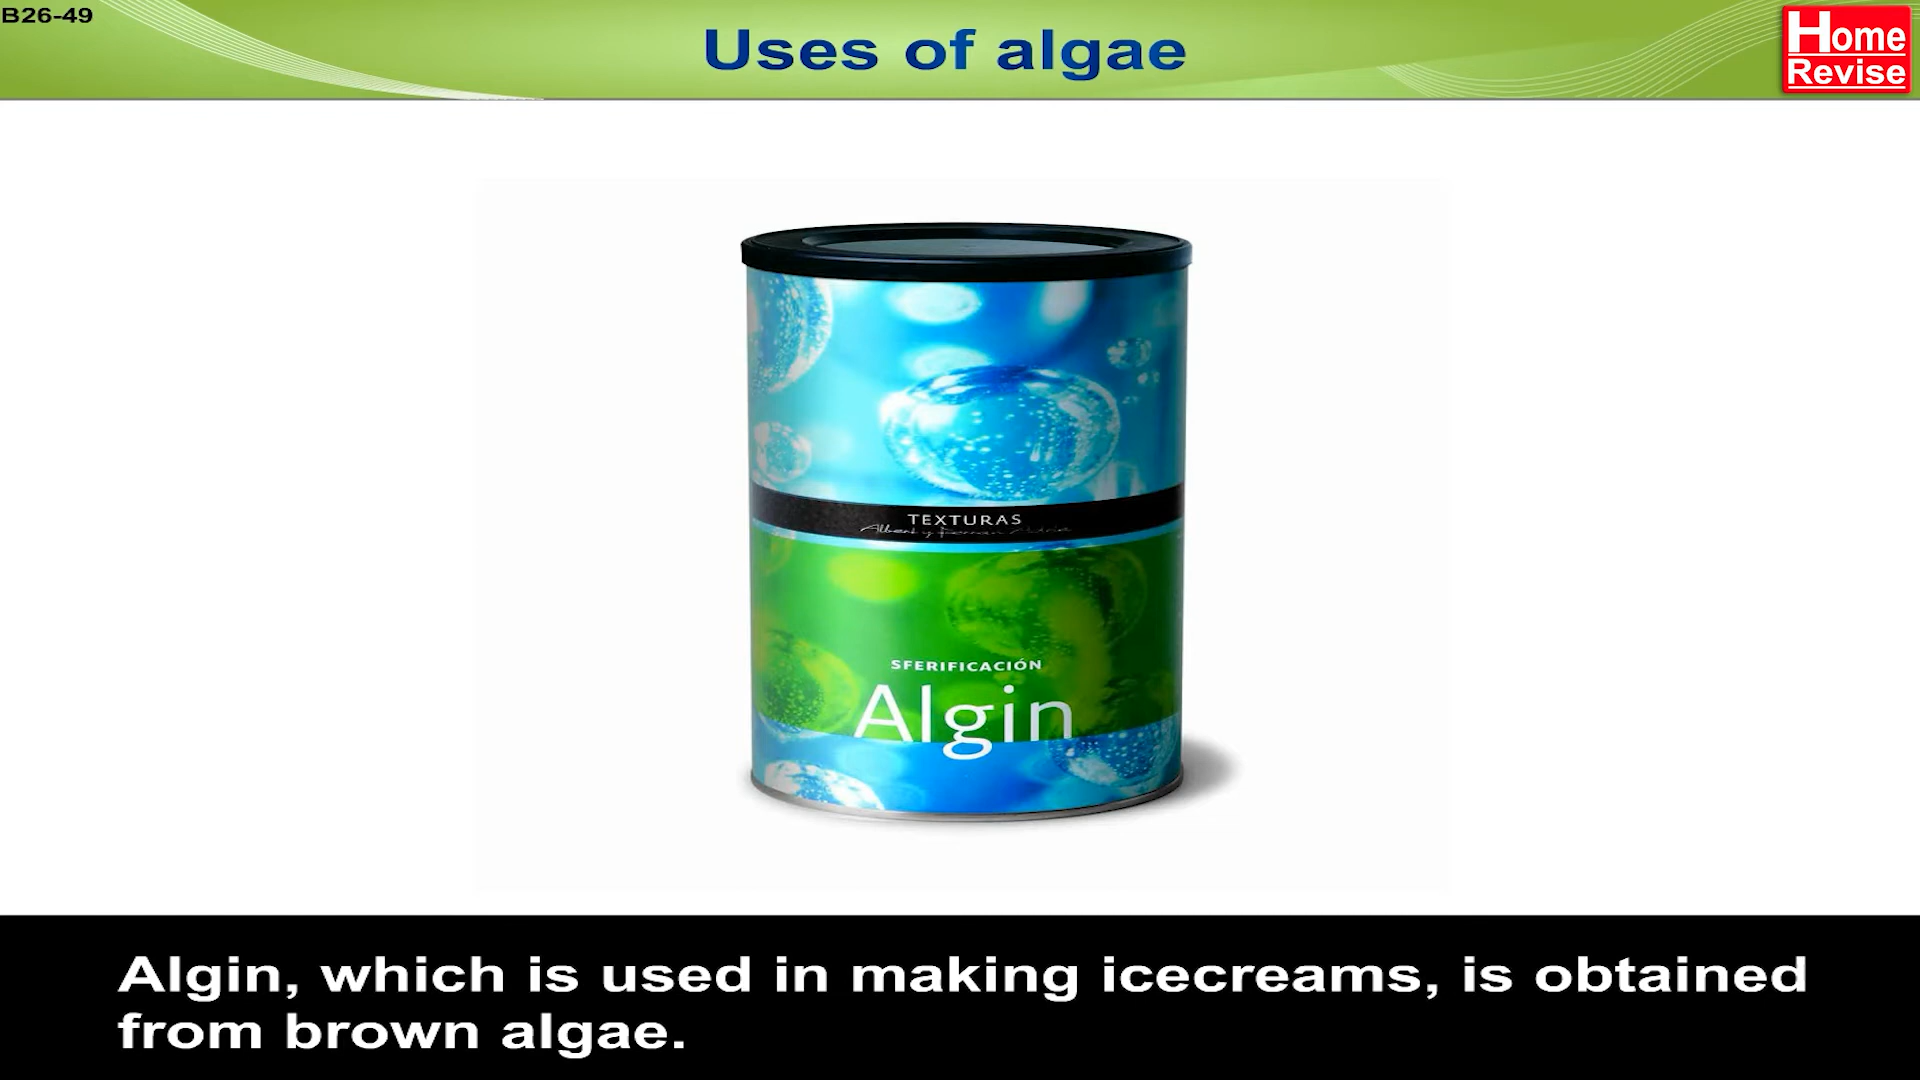 B26-49
Uses of algae
Home
Revise
TEXTURAS
SFERIFICACIÓN
Algin
Algin, which is used in making icecreams, is obtained
from brown algae.